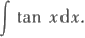 ∫ tan xdx.